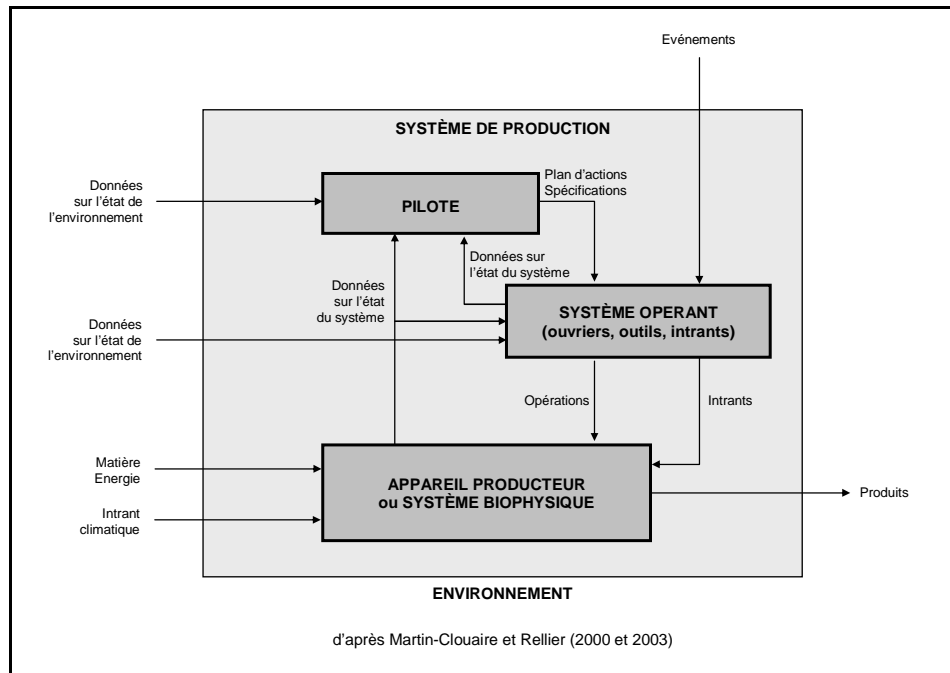 Evénements
SYSTÈME DE PRODUCTION
Données
sur l'état de
l'environnement
PILOTE
Plan d'actions
Spécifications
Données sur
l'état du système
Données
sur l'état
du système
SYSTÈME OPERANT
(ouvriers, outils, intrants)
Données
sur l'état de
l'environnement
Opérations
Intrants
Matière
Energie
APPAREIL PRODUCTEUR
ou SYSTÈME BIOPHYSIQUE
Produits
Intrant
climatique
ENVIRONNEMENT
d'après Martin-Clouaire et Rellier (2000 et 2003)